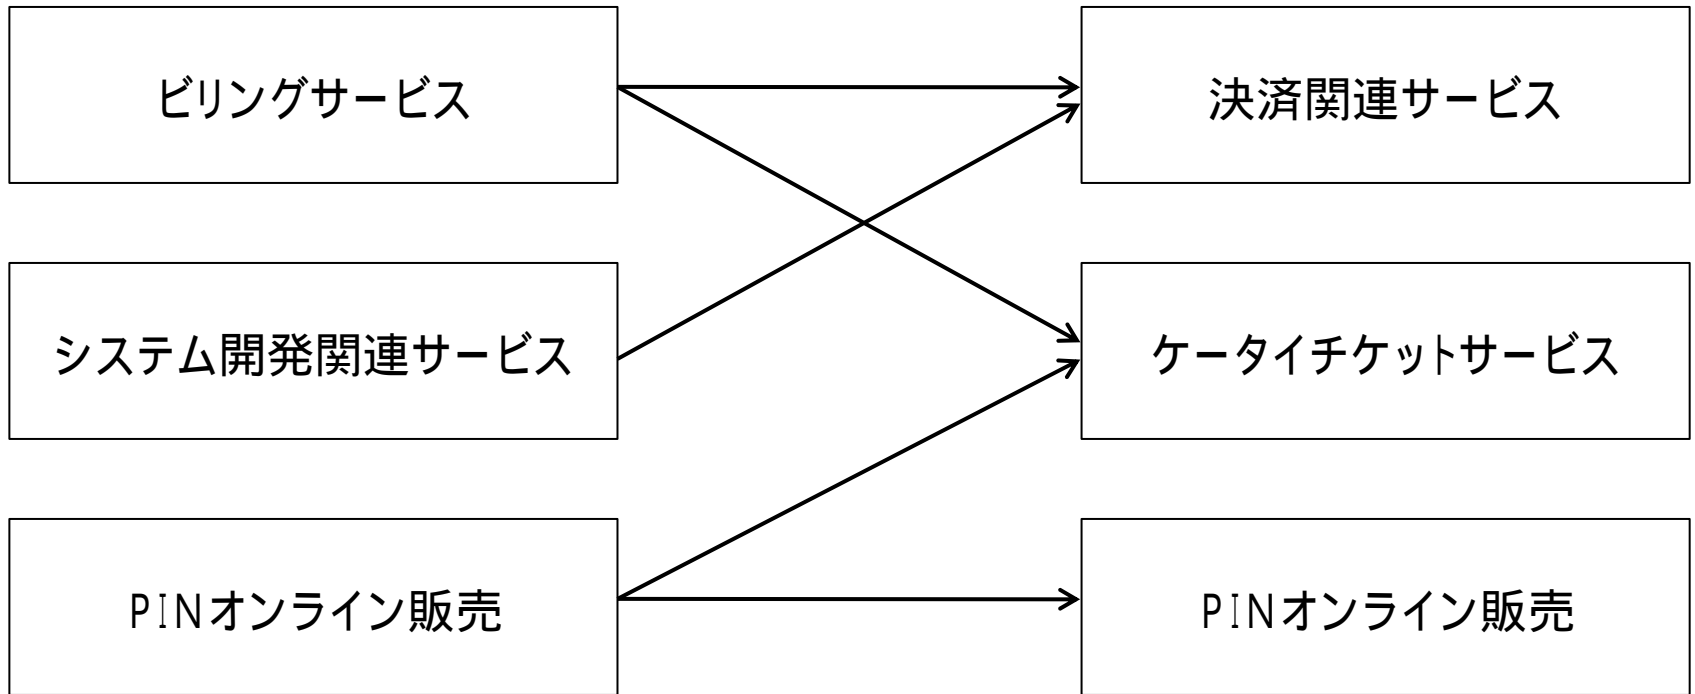 ビリングサービス
決済関連サービス
システム開発関連サービス
ケータイチケットサービス
PINオンライン販売
PINオンライン販売